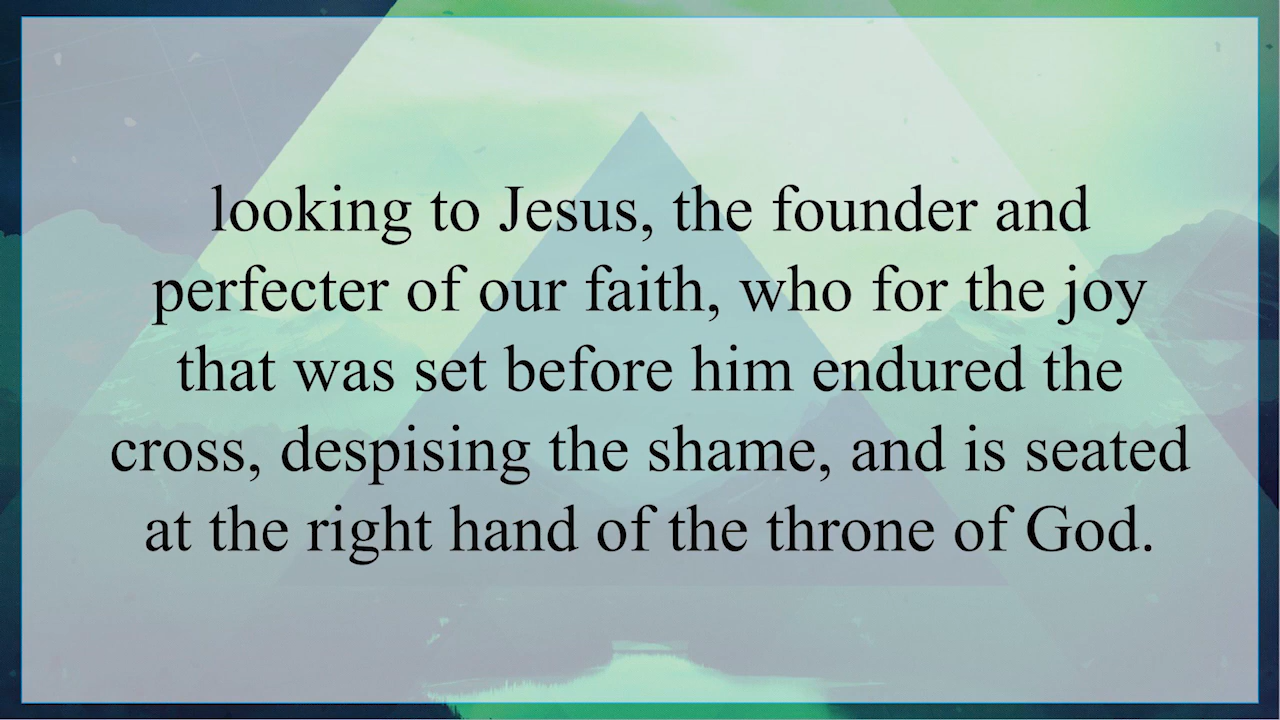 looking to Jesus, the founder and
perfecter of our faith, who for the joy
that was set before him endured the
cross, despising the shame, and is seated
at the right hand of the throne of God.